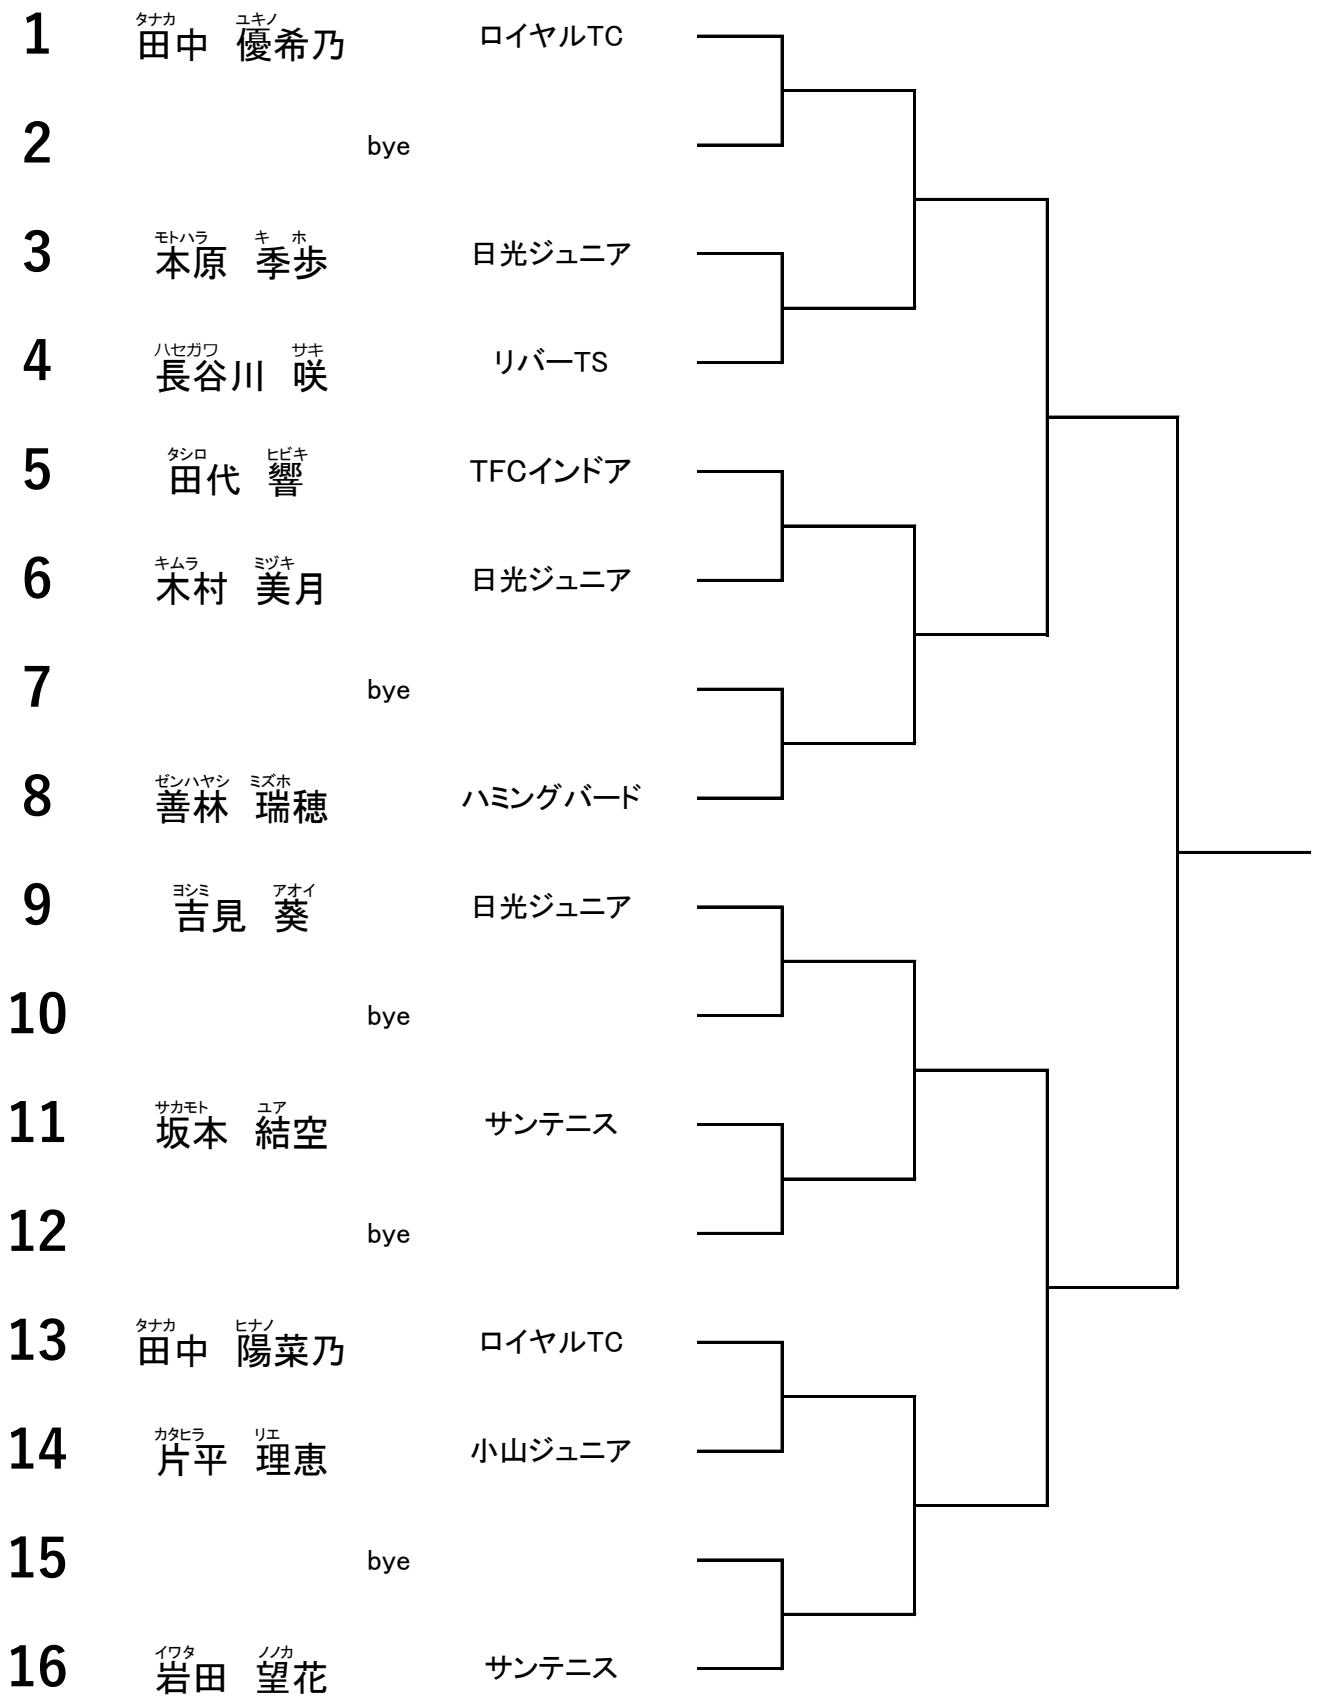 タナカ ユキノ
1 田中 優希乃 ロイヤルTC
2 bye
モトハラ キ ホ
3 本原 季歩 日光ジュニア
ハセガワ サキ
4 長谷川 咲 リバーTS
タシロ ヒビキ
5 田代 響 TFCインドア
キムラ ミヅキ
6 木村 美月 日光ジュニア
7 bye
ゼンハヤシ ミズホ
8 善林 瑞穂 ハミングバード
ヨシミ アオイ
9 吉見 葵 日光ジュニア
10 bye
サカモト ユア
11 坂本 結空 サンテニス
12 bye
タナカ ヒナノ
13 田中 陽菜乃 ロイヤルTC
カタヒラ リエ
14 片平 理恵 小山ジュニア
15 bye
イワタ ノノカ
16 岩田 望花 サンテニス